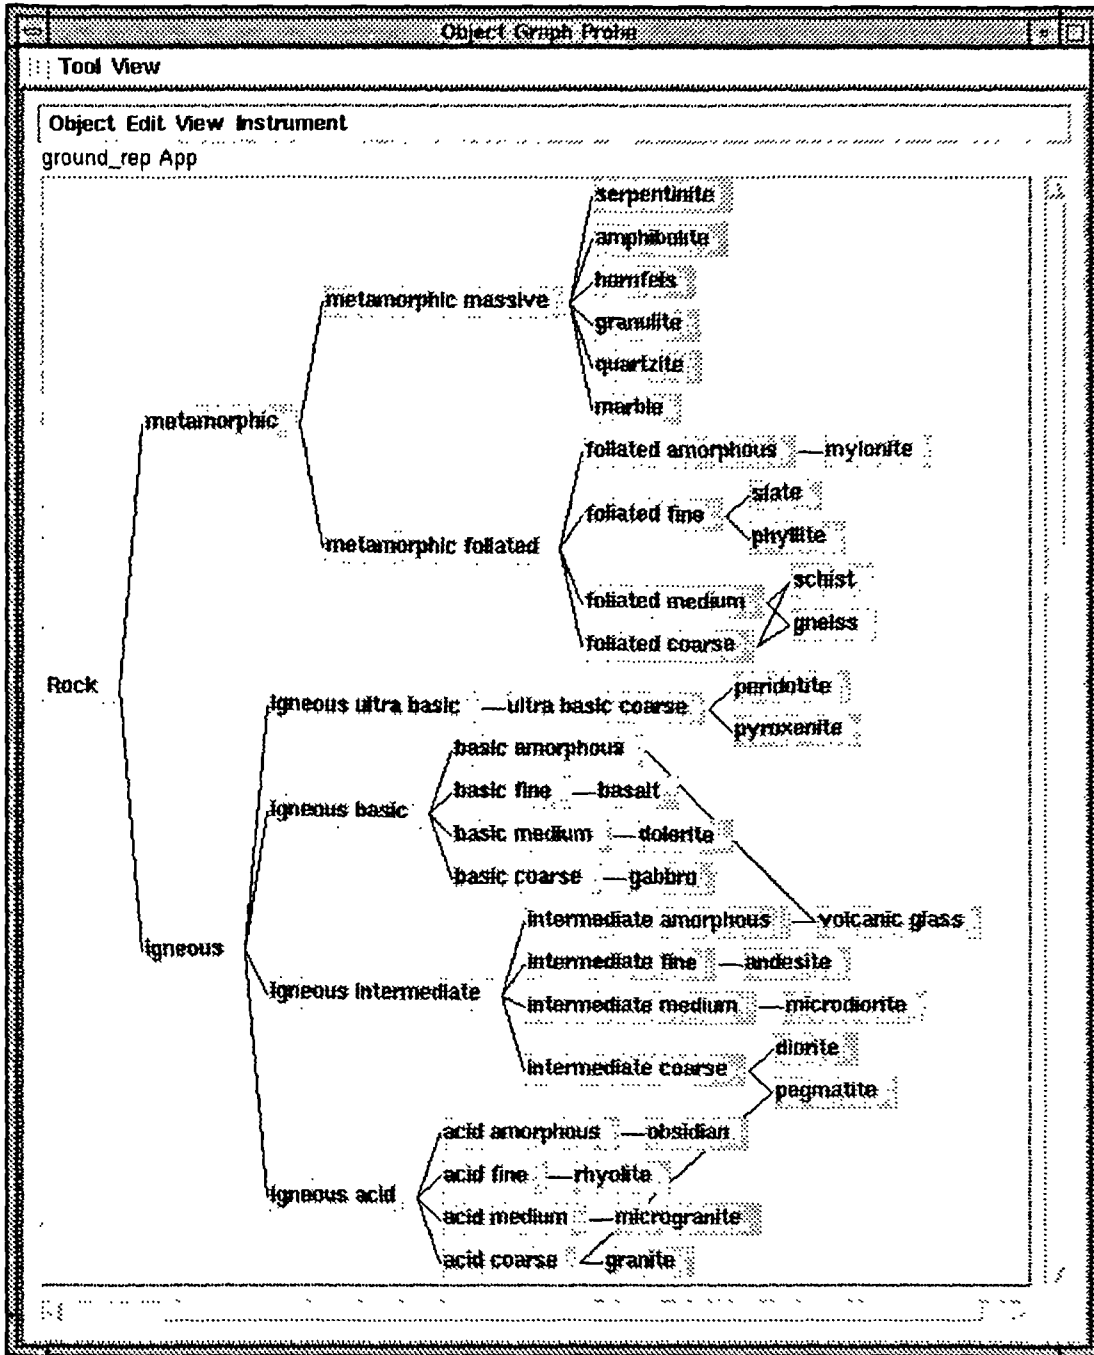 Object Graph Probe
Tool View
Object Edit View Instrument
ground_rep App
serpentinite
amphibolite
hornfels
metamorphic massive
granulite
quartzite
marble
metamorphic
foliated amorphous
mylonite
slate
foliated fine
phyllite
metamorphic foliated
schist
foliated medium
gneiss
foliated coarse
Rock
peridotite
igneous ultra basic
ultra basic coarse
pyroxenite
basic amorphous
basic fine
basalt
igneous basic
basic medium
dolerite
basic coarse
gabbro
intermediate amorphous
volcanic glass
igneous
intermediate fine
andesite
igneous intermediate
intermediate medium
microdiorite
diorite
intermediate coarse
pegmatite
acid amorphous
obsidian
acid fine
rhyolite
igneous acid
acid medium
microgranite
acid coarse
granite